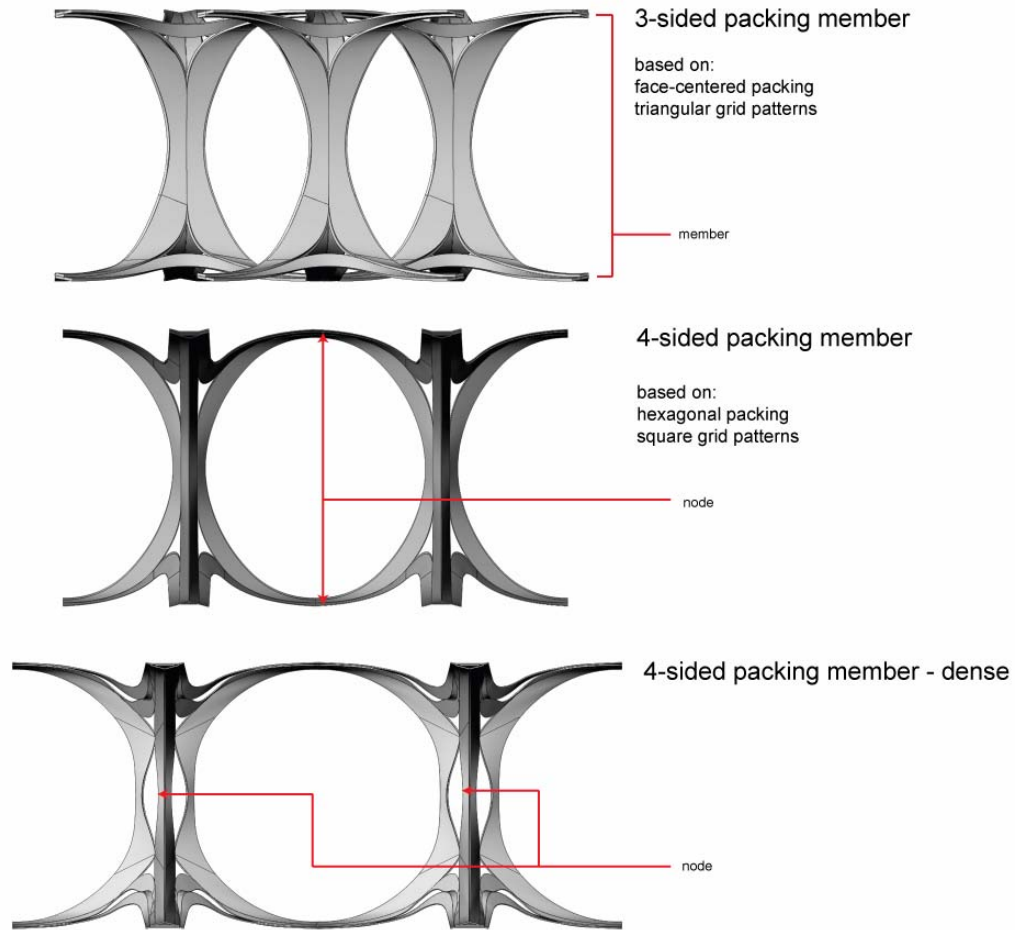 3-sided packing member
based on:
face-centered packing
triangular grid patterns
member
4-sided packing member
based on:
hexagonal packing
square grid patterns
node
4-sided packing member - dense
node